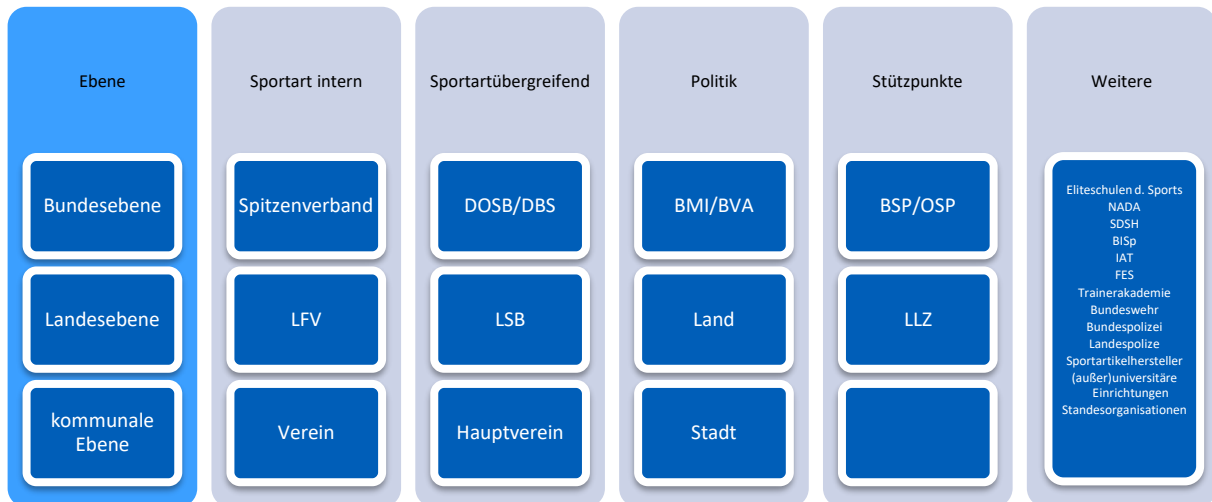 Ebene
Sportart intern
Sportartübergreifend
Politik
Stützpunkte
Weitere
Bundesebene
Spitzenverband
DOSB/DBS
BMI/BVA
BSP/OSP
Landesebene
LFV
LSB
Land
LLZ
kommunale
Ebene
Verein
Hauptverein
Stadt
Eliteschulen d. Sports
NADA
SDSH
BISp
IAT
FES
Trainerakademie
Bundeswehr
Bundespolizei
Landespolize
Sportartikelhersteller
(außer)universitäre
Einrichtungen
Standesorganisationen